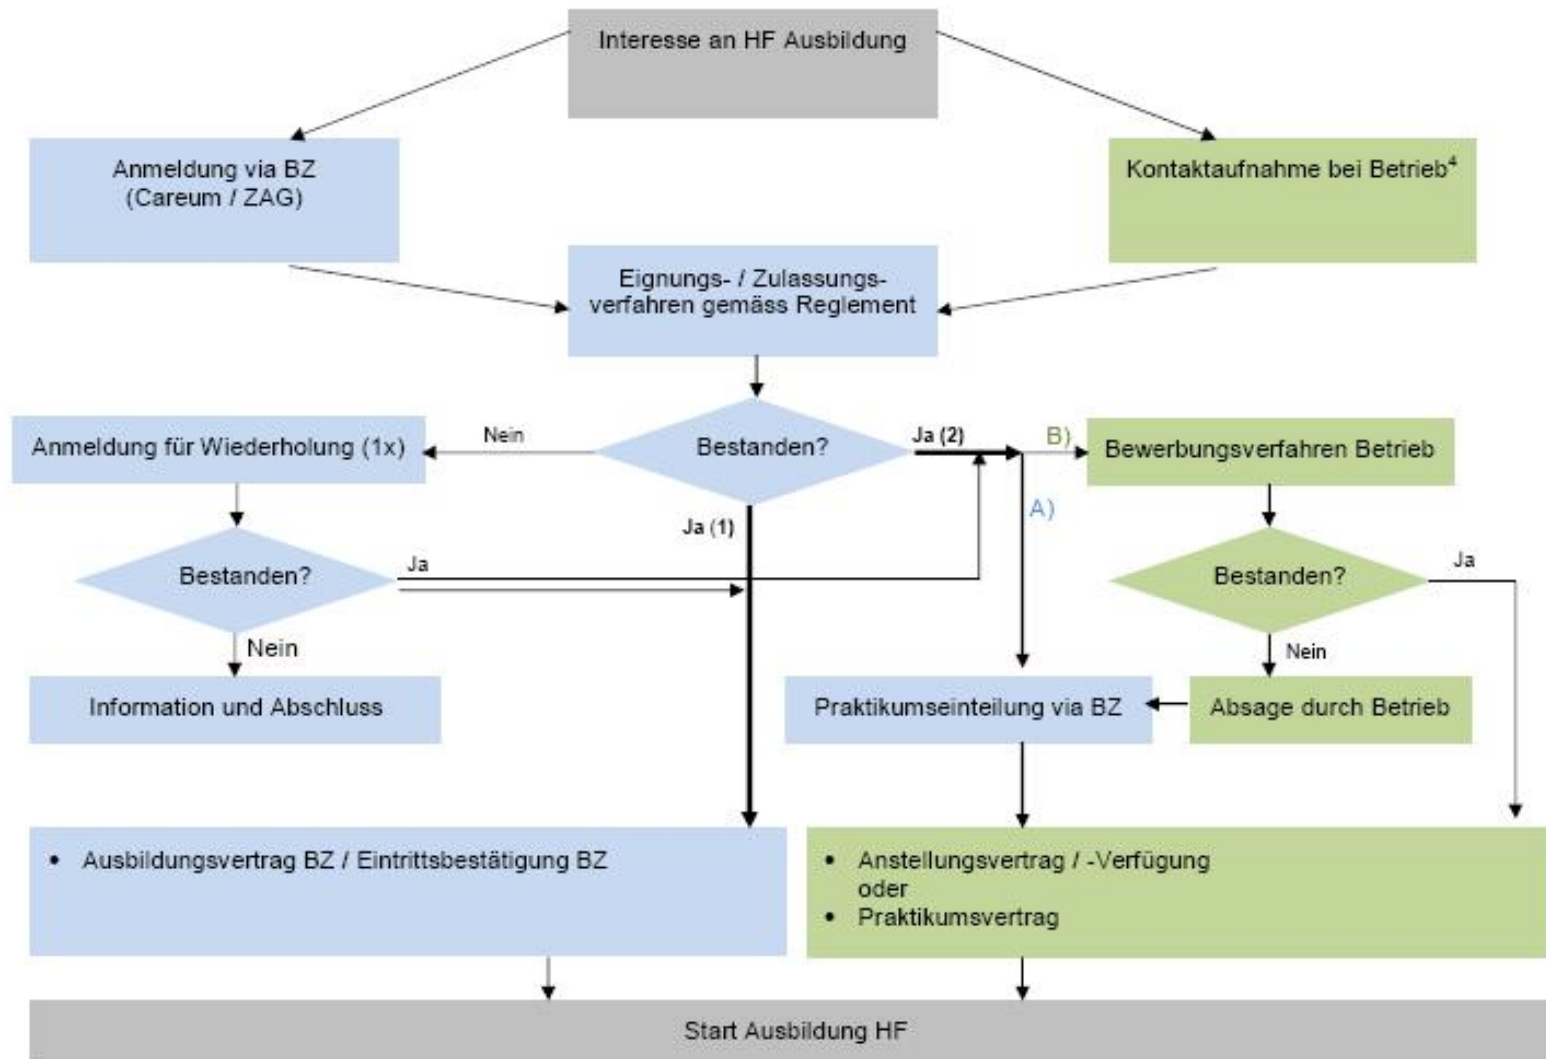 Interesse an HF Ausbildung
Anmeldung via BZ
(Careum / ZAG)
Kontaktaufnahme bei Betrieb⁴
Eignungs- / Zulassungs-
verfahren gemäss Reglement
Anmeldung für Wiederholung (1x)
Nein
Bestanden?
Ja (2)
B)
Bewerbungsverfahren Betrieb
Ja (1)
A)
Bestanden?
Ja
Bestanden?
Ja
Nein
Nein
Information und Abschluss
Praktikumseinteilung via BZ
Absage durch Betrieb
• Ausbildungsvertrag BZ / Eintrittsbestätigung BZ
• Anstellungsvertrag / -Verfügung
oder
• Praktikumsvertrag
Start Ausbildung HF